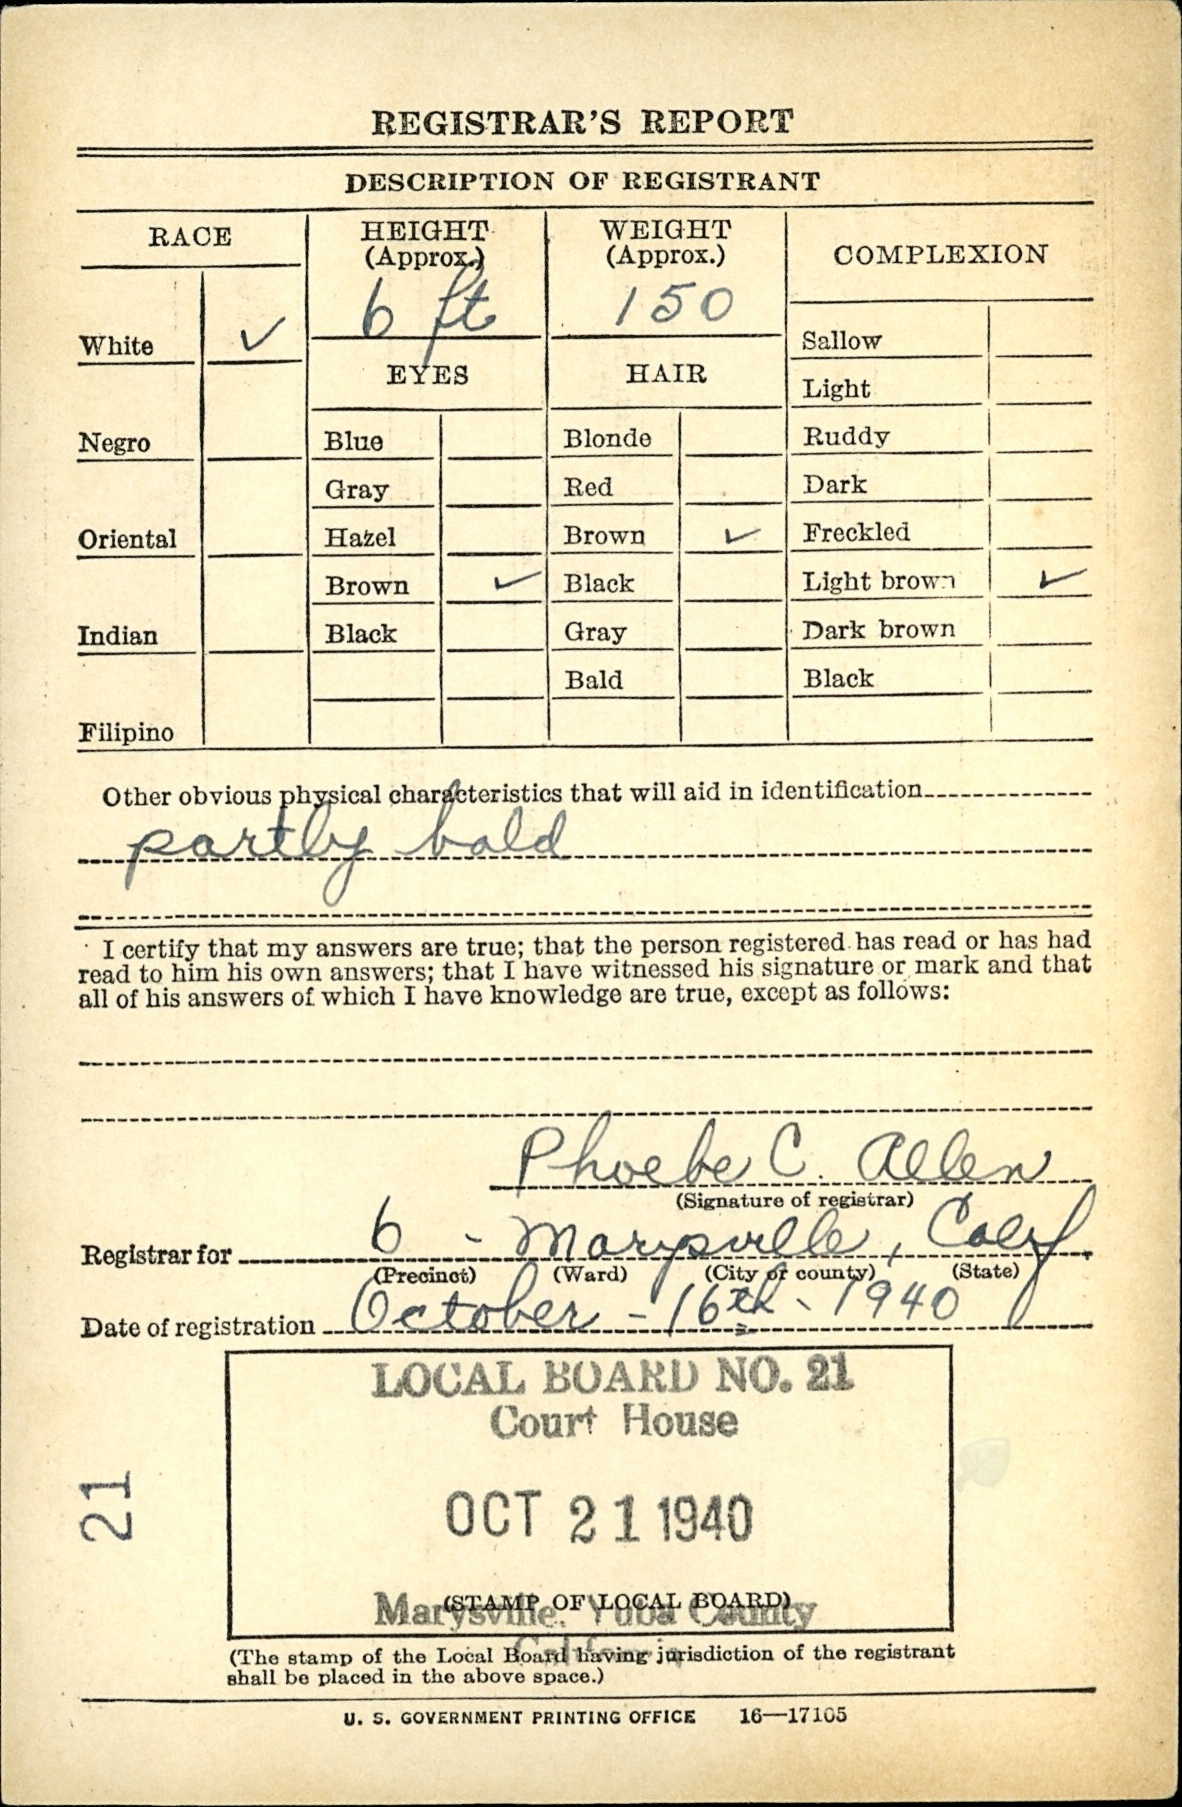 REGISTRAR'S REPORT
DESCRIPTION OF REGISTRANT
RACE
HEIGHT
(Approx.)
WEIGHT
(Approx.)
COMPLEXION
6 ft
150
White ✓
Sallow
EYES
HAIR
Light
Negro
Blue
Blonde
Ruddy
Gray
Red
Dark
Oriental
Hazel
Brown ✓
Freckled
Brown ✓
Black
Light brown ✓
Indian
Black
Gray
Dark brown
Bald
Black
Filipino
Other obvious physical characteristics that will aid in identification
partly bald
I certify that my answers are true; that the person registered has read or has had
read to him his own answers; that I have witnessed his signature or mark and that
all of his answers of which I have knowledge are true, except as follows:
Phoebe C. Allen
(Signature of registrar)
Registrar for 6 - Marysville, Calif.
(Precinct) (Ward) (City or county) (State)
Date of registration October - 16th - 1940
LOCAL BOARD NO. 21
Court House
21
OCT 21 1940
(STAMP OF LOCAL BOARD)
Marysville, Yuba County
California
(The stamp of the Local Board having jurisdiction of the registrant
shall be placed in the above space.)
U. S. GOVERNMENT PRINTING OFFICE 16—17105